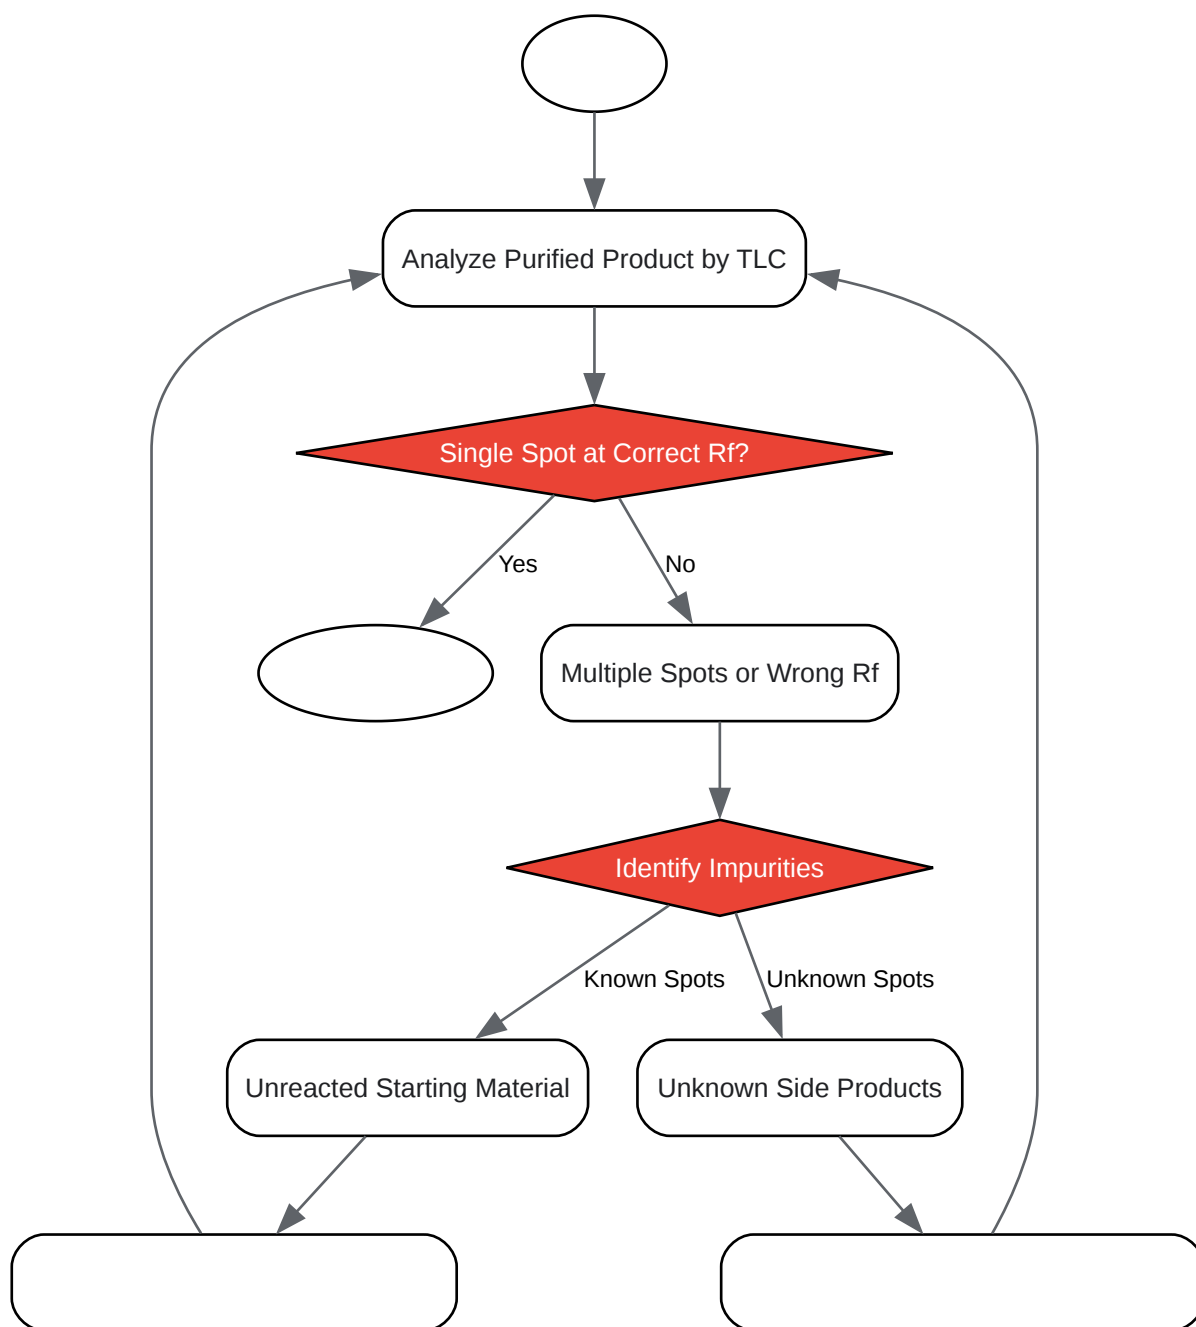 Analyze Purified Product by TLC
Single Spot at Correct Rf?
Yes
No
Multiple Spots or Wrong Rf
Identify Impurities
Known Spots
Unknown Spots
Unreacted Starting Material
Unknown Side Products